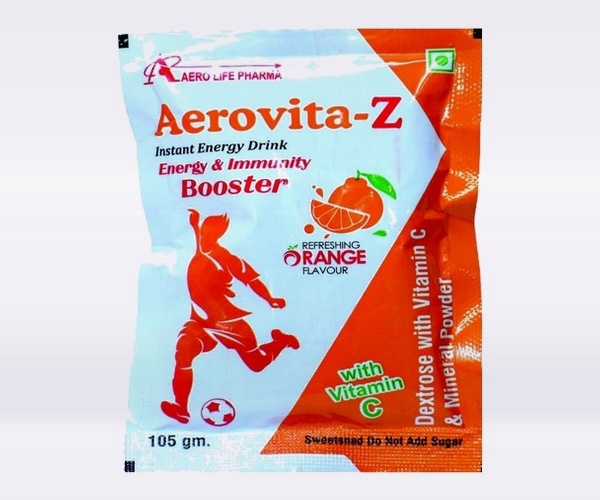 AERO LIFE PHARMA
Aerovita-Z
Instant Energy Drink
Energy & Immunity
Booster
REFRESHING
ORANGE
FLAVOUR
with
Vitamin
C
Dextrose with Vitamin C
& Mineral Powder
105 gm.
Sweetsned Do Not Add Sugar